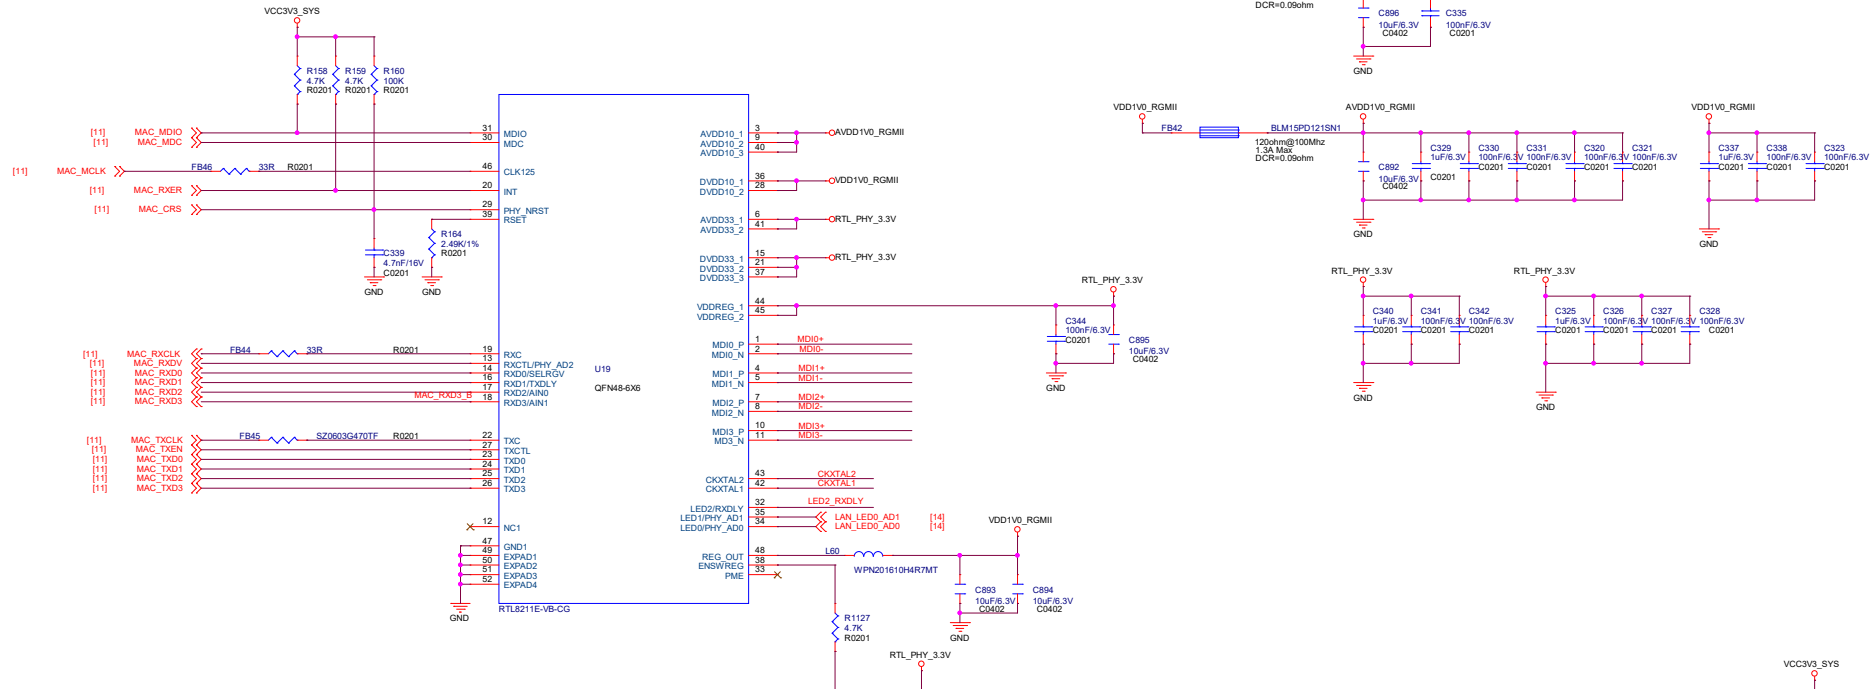 VCC3V3_SYS
R158
4.7K
R0201
R159
4.7K
R0201
R160
100K
R0201
[11] MAC_MDIO
[11] MAC_MDC
[11] MAC_MCLK
FB46 33R R0201
[11] MAC_RXER
[11] MAC_CRS
R164
2.49K/1%
R0201
C339
4.7nF/16V
C0201
GND
GND
[11] MAC_RXCLK
FB44 33R R0201
[11] MAC_RXDV
[11] MAC_RXD0
[11] MAC_RXD1
[11] MAC_RXD2
[11] MAC_RXD3
MAC_RXD3_B
[11] MAC_TXCLK
FB45 SZ0603G470TF R0201
[11] MAC_TXEN
[11] MAC_TXD0
[11] MAC_TXD1
[11] MAC_TXD2
[11] MAC_TXD3
GND
31 MDIO
30 MDC
46 CLK125
20 INT
29 PHY_NRST
39 RSET
19 RXC
13 RXCTL/PHY_AD2
14 RXD0/SELRGV
16 RXD1/TXDLY
17 RXD2/AIN0
18 RXD3/AIN1
22 TXC
27 TXCTL
23 TXD0
24 TXD1
25 TXD2
26 TXD3
12 NC1
47 GND1
49 EXPAD1
50 EXPAD2
51 EXPAD3
52 EXPAD4
U19
QFN48-6X6
RTL8211E-VB-CG
AVDD10_1 3
AVDD10_2 9
AVDD10_3 40
AVDD1V0_RGMII
DVDD10_1 36
DVDD10_2 28
VDD1V0_RGMII
AVDD33_1 6
AVDD33_2 41
RTL_PHY_3.3V
DVDD33_1 15
DVDD33_2 21
DVDD33_3 37
RTL_PHY_3.3V
VDDREG_1 44
VDDREG_2 45
MDI0_P 1 MDI0+
MDI0_N 2 MDI0-
MDI1_P 4 MDI1+
MDI1_N 5 MDI1-
MDI2_P 7 MDI2+
MDI2_N 8 MDI2-
MDI3_P 10 MDI3+
MD3_N 11 MDI3-
CKXTAL2 43 CKXTAL2
CKXTAL1 42 CKXTAL1
LED2/RXDLY 32 LED2_RXDLY
LED1/PHY_AD1 35 LAN_LED0_AD1 [14]
LED0/PHY_AD0 34 LAN_LED0_AD0 [14]
REG_OUT 48
ENSWREG 38
PME 33
L60
WPN201610H4R7MT
VDD1V0_RGMII
C893
10uF/6.3V
C0402
C894
10uF/6.3V
C0402
GND
R1127
4.7K
R0201
RTL_PHY_3.3V
RTL_PHY_3.3V
C344
100nF/6.3V
C0201
C895
10uF/6.3V
C0402
GND
DCR=0.09ohm
C896
10uF/6.3V
C0402
C335
100nF/6.3V
C0201
GND
VDD1V0_RGMII
FB42
BLM15PD121SN1
120ohm@100Mhz
1.3A Max
DCR=0.09ohm
AVDD1V0_RGMII
C892
10uF/6.3V
C0402
C329
1uF/6.3V
C0201
C330
100nF/6.3V
C0201
C331
100nF/6.3V
C0201
C320
100nF/6.3V
C0201
C321
100nF/6.3V
C0201
GND
VDD1V0_RGMII
C337
1uF/6.3V
C0201
C338
100nF/6.3V
C0201
C323
100nF/6.3V
C0201
GND
RTL_PHY_3.3V
C340
1uF/6.3V
C0201
C341
100nF/6.3V
C0201
C342
100nF/6.3V
C0201
GND
RTL_PHY_3.3V
C325
1uF/6.3V
C0201
C326
100nF/6.3V
C0201
C327
100nF/6.3V
C0201
C328
100nF/6.3V
C0201
GND
VCC3V3_SYS